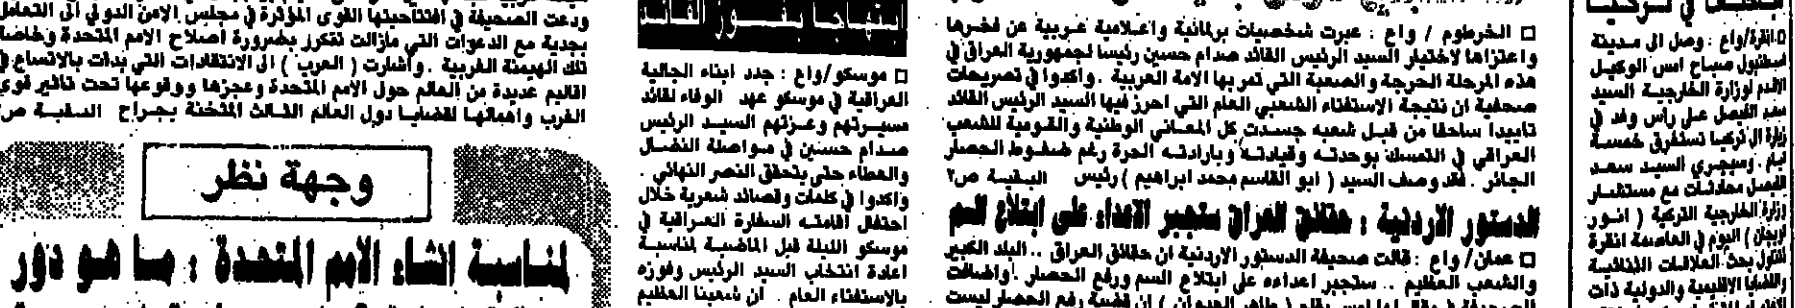 انقرة/واع : وصل الى مدينة
اسطنبول صباح امس الوكيل
الاقدم لوزارة الخارجية السيد
سعد الفيصل على راس وفد في
زيارة الى تركيا تستغرق خمسة
ايام . وسيجري السيد سعد
الفيصل محادثات مع مستشار
وزارة الخارجية التركية ( انور
اويجان ) اليوم في العاصمة انقرة
تتناول بحث العلاقات الثنائية
والقضايا الاقليمية والدولية ذات
□ الخرطوم / واع : عبرت شخصيات برلمانية واعلامية عربية عن فخرها
واعتزازها لاختيار السيد الرئيس القائد صدام حسين رئيسا لجمهورية العراق في
هذه المرحلة الحرجة والصعبة التي تمر بها الامة العربية . واكدوا في تصريحات
صحفية ان نتيجة الاستفتاء الشعبي العام التي احرز فيها السيد الرئيس القائد
تاييدا ساحقا من قبل شعبه جسدت كل المعاني الوطنية والقومية للشعب
العراقي في التمسك بوحدته وقيادته وبارادته الحرة رغم ضغوط الحصار
الجائر . فقد وصف السيد ( ابو القاسم محمد ابراهيم ) رئيس البقية ص٢
الدستور الاردنية : حقائق العراق ستجبر الاعداء على ابتلاع السم
□ عمان/ واع : قالت صحيفة الدستور الاردنية ان حقائق العراق .. البلد الكبير
والشعب العظيم .. ستجبر اعداءه على ابتلاع السم ورفع الحصار . واضافت
ابتهاجا بفوز القائد
□ موسكو/واع : جدد ابناء الجالية
العراقية في موسكو عهد الوفاء لقائد
مسيرتهم وعزتهم السيد الرئيس
صدام حسين في مواصلة النضال
والعطاء حتى يتحقق النصر النهائي .
واكدوا في كلمات وقصائد شعرية خلال
احتفال اقامته السفارة العراقية في
موسكو الليلة قبل الماضية لمناسبة
اعادة انتخاب السيد الرئيس وفوزه
بالاستفتاء العام . ان شعبنا العظيم
ودعت الصحيفة في افتتاحيتها القوى المؤثرة في مجلس الامن الدولي الى التعامل
بجدية مع الدعوات التي مازالت تتكرر بضرورة اصلاح الامم المتحدة وخاصا
تلك الهيمنة الغربية . واشارت ( العرب ) الى الانتقادات التي بدات بالاتساع في
اقاليم عديدة من العالم حول الامم المتحدة وعجزها ووقوعها تحت تاثير قوى
الغرب واهمالها لقضايا دول العالم الثالث المثخنة بجراح البقية ص
وجهة نظر
لمناسبة انشاء الامم المتحدة : ما هو دور